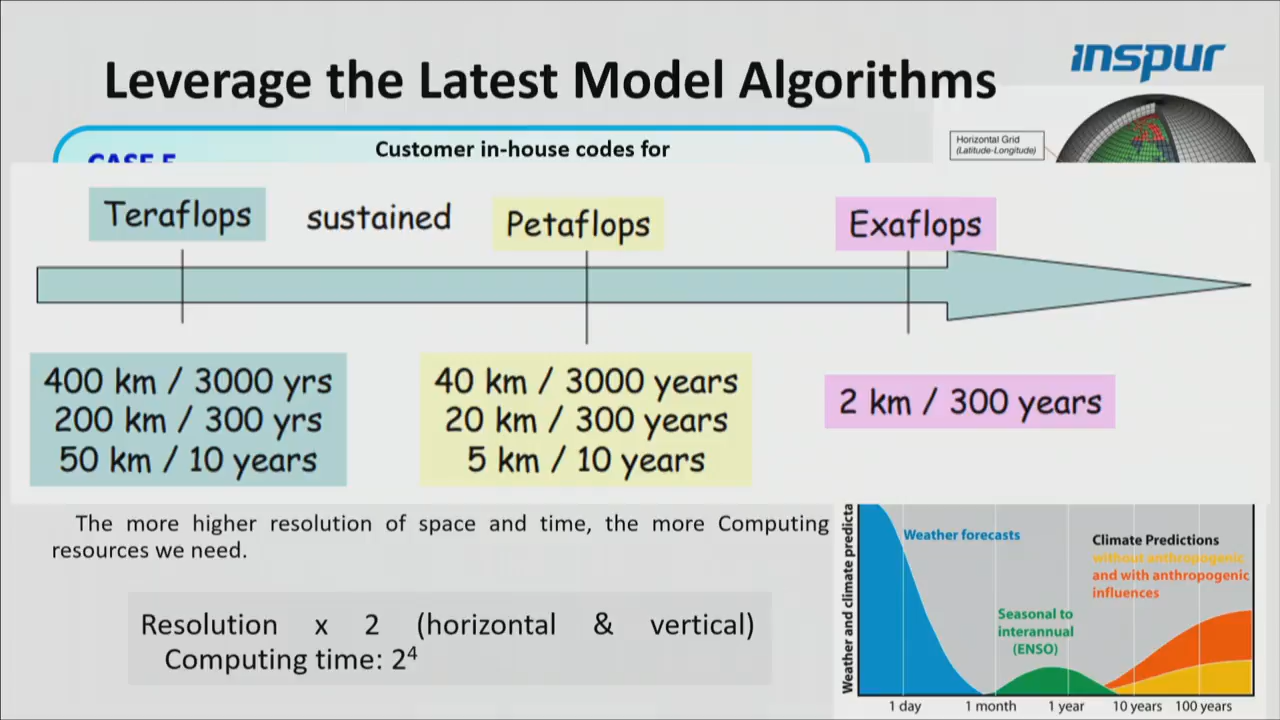 inspur
Leverage the Latest Model Algorithms
CASE 5
Customer in-house codes for
Horizontal Grid
(Latitude-Longitude)
Teraflops
sustained
Petaflops
Exaflops
400 km / 3000 yrs
200 km / 300 yrs
50 km / 10 years
40 km / 3000 years
20 km / 300 years
5 km / 10 years
2 km / 300 years
The more higher resolution of space and time, the more Computing
resources we need.
Resolution x 2 (horizontal & vertical)
Computing time: 2⁴
Weather and climate
Weather forecasts
Climate Predictions
without anthropogenic
and with anthropogenic
influences
Seasonal to
interannual
(ENSO)
1 day
1 month
1 year
10 years
100 years